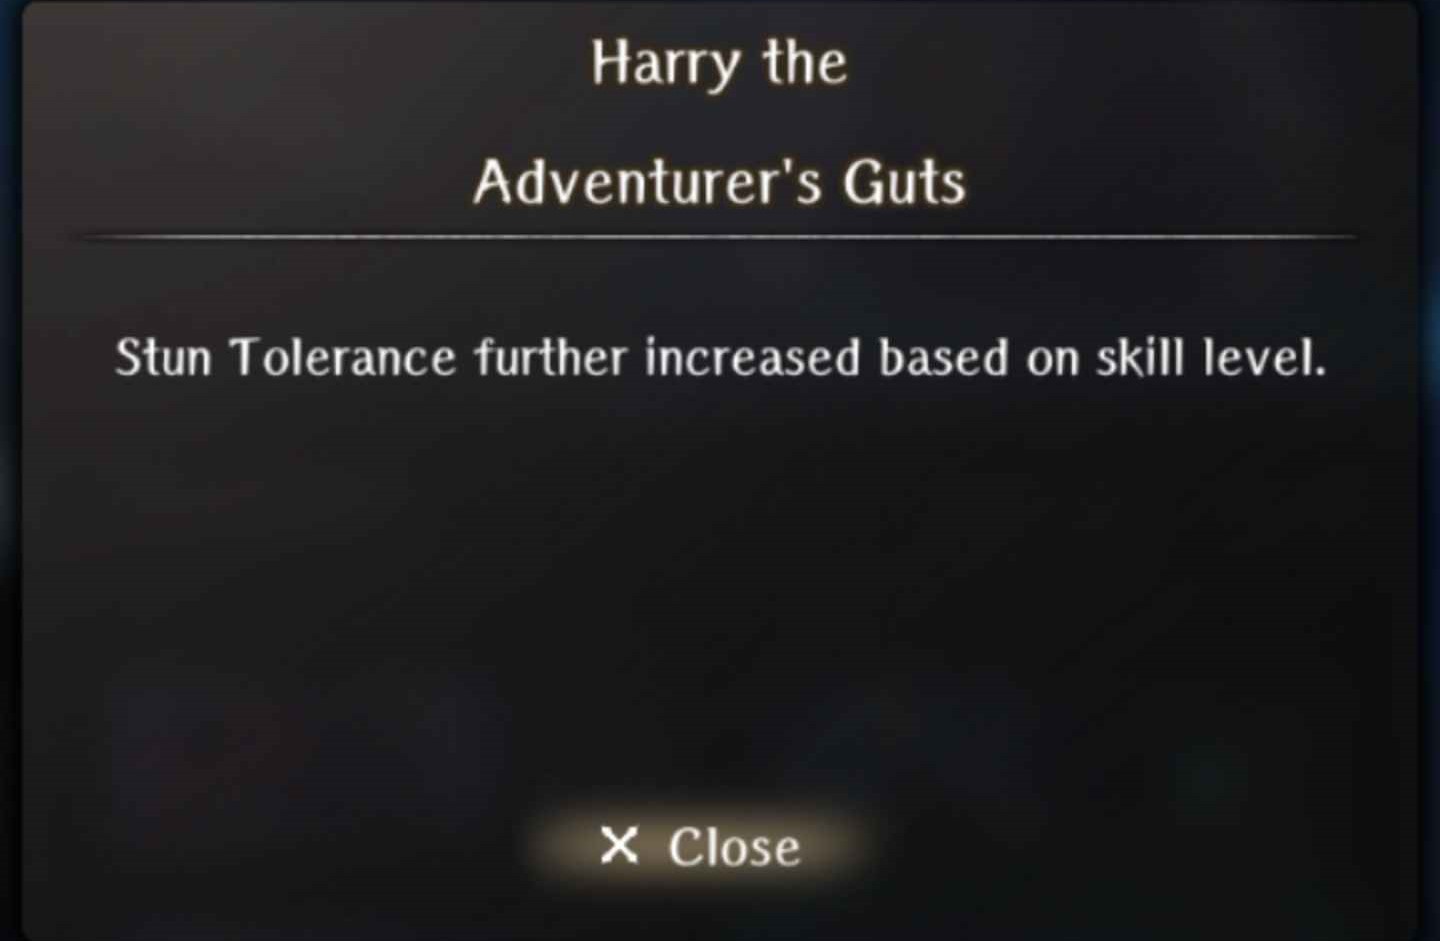 Harry the
Adventurer's Guts
Stun Tolerance further increased based on skill level.
Close